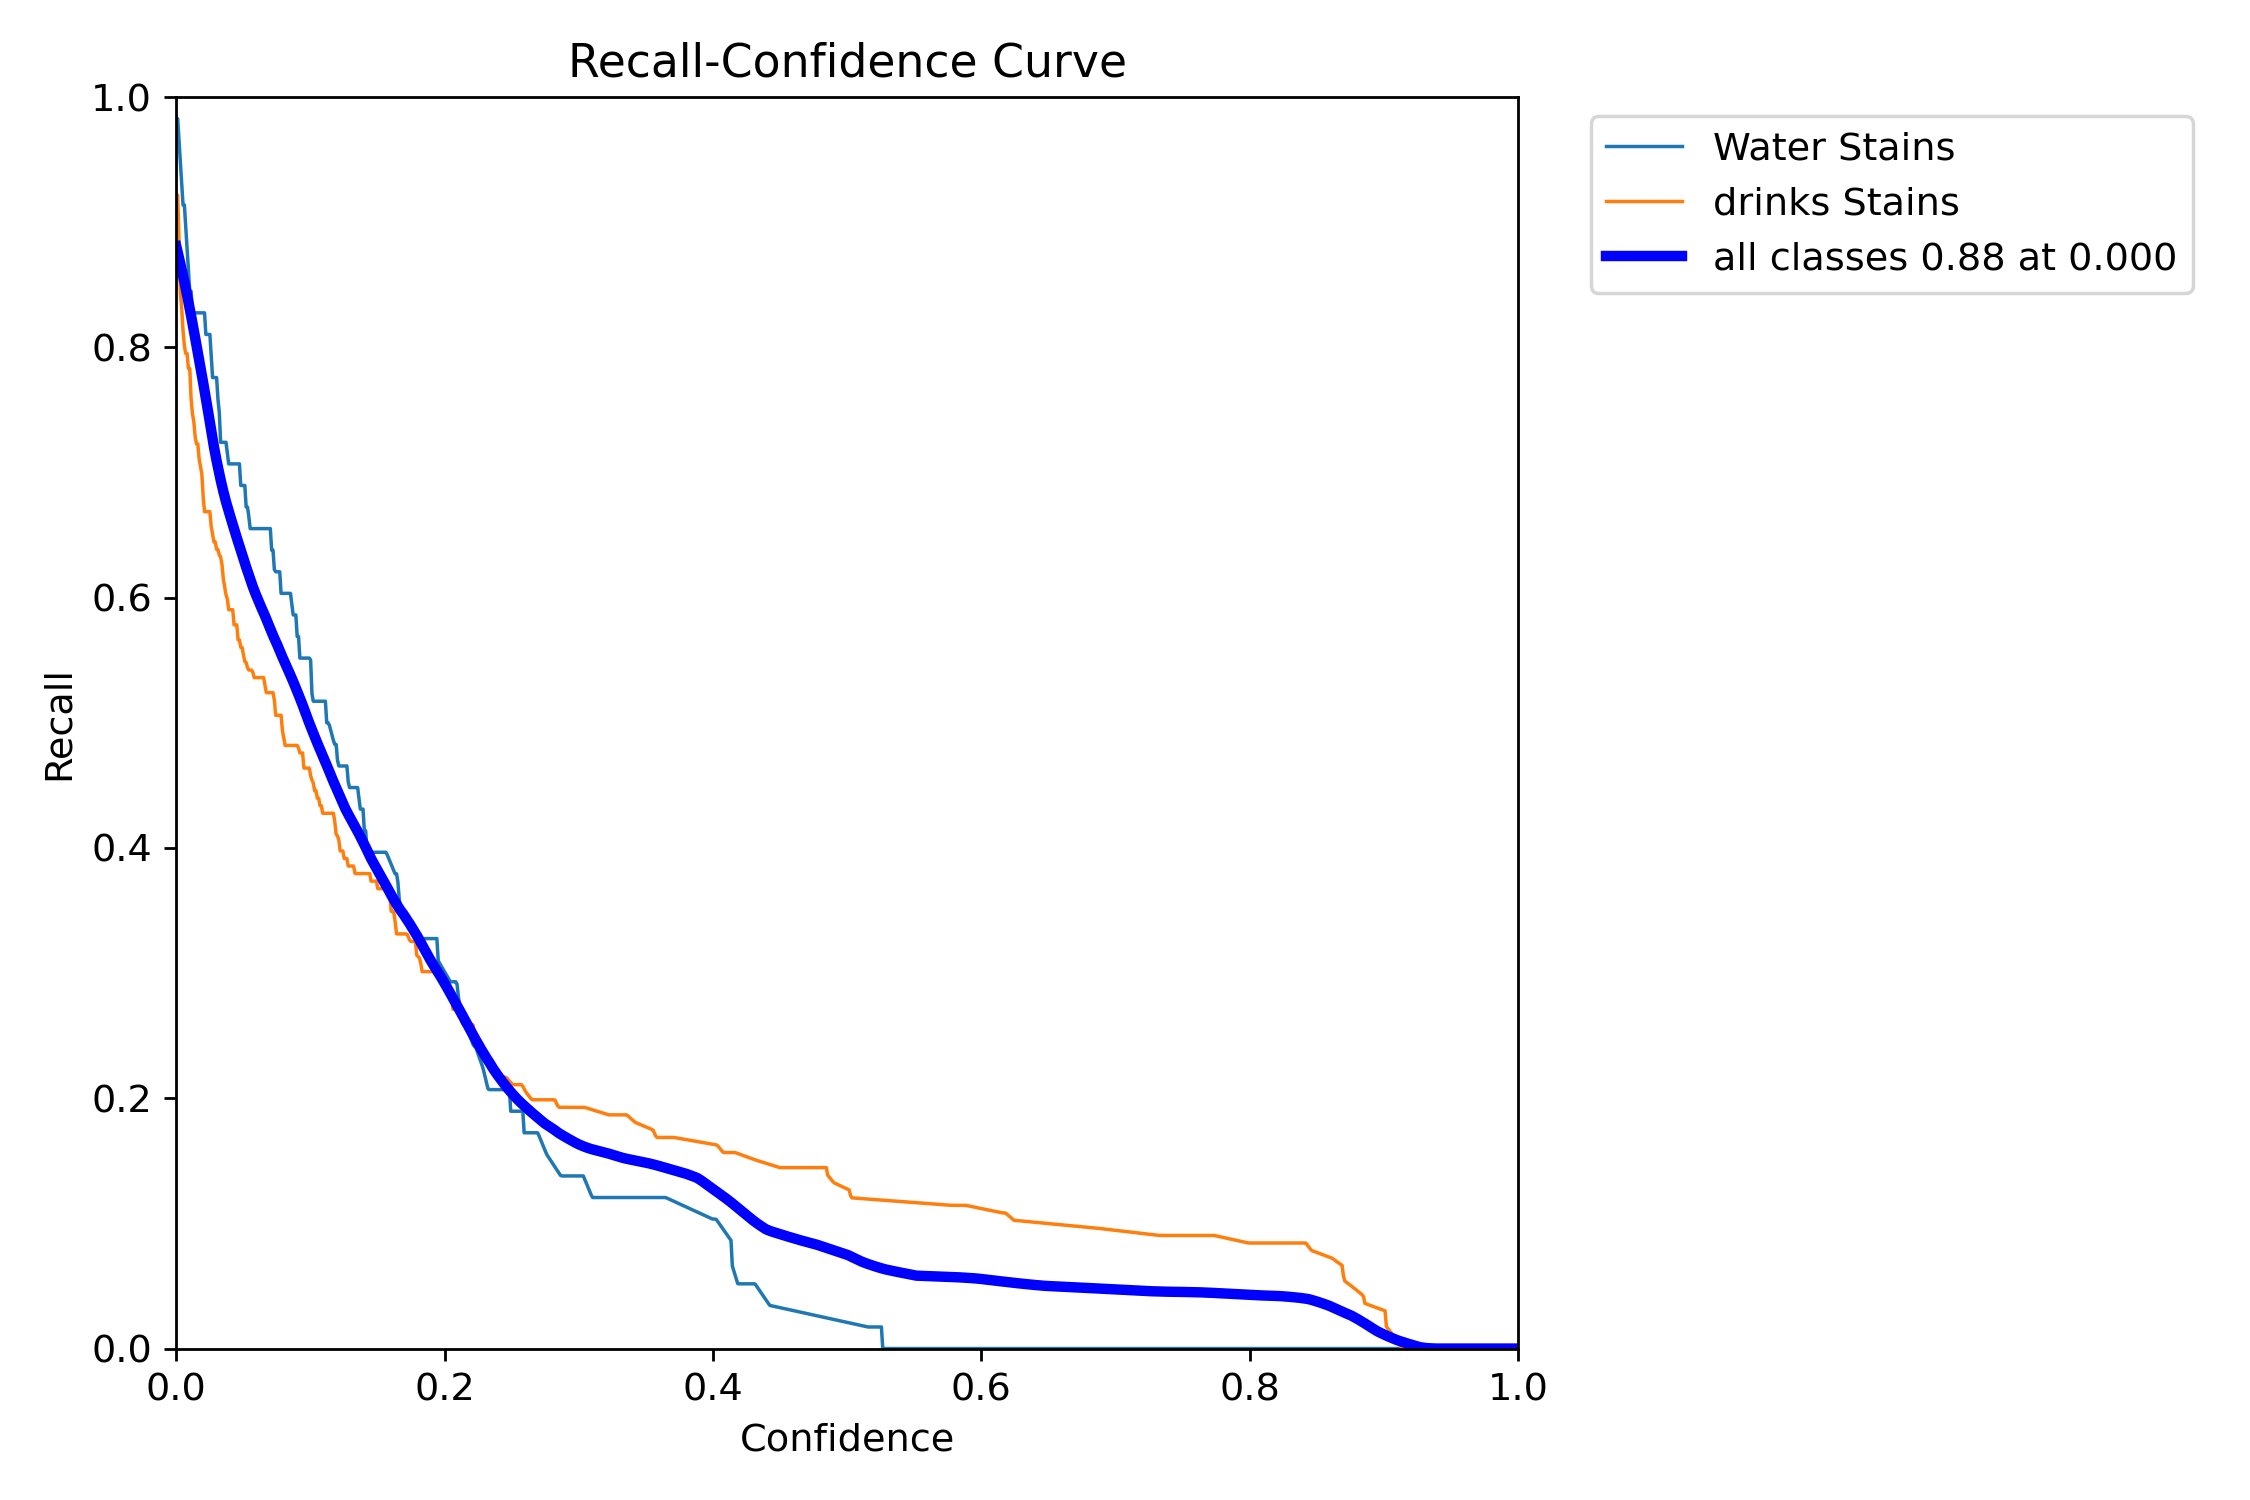 Recall-Confidence Curve
1.0
0.8
0.6
0.4
0.2
0.0
Recall
0.0 0.2 0.4 0.6 0.8 1.0
Confidence
Water Stains
drinks Stains
all classes 0.88 at 0.000